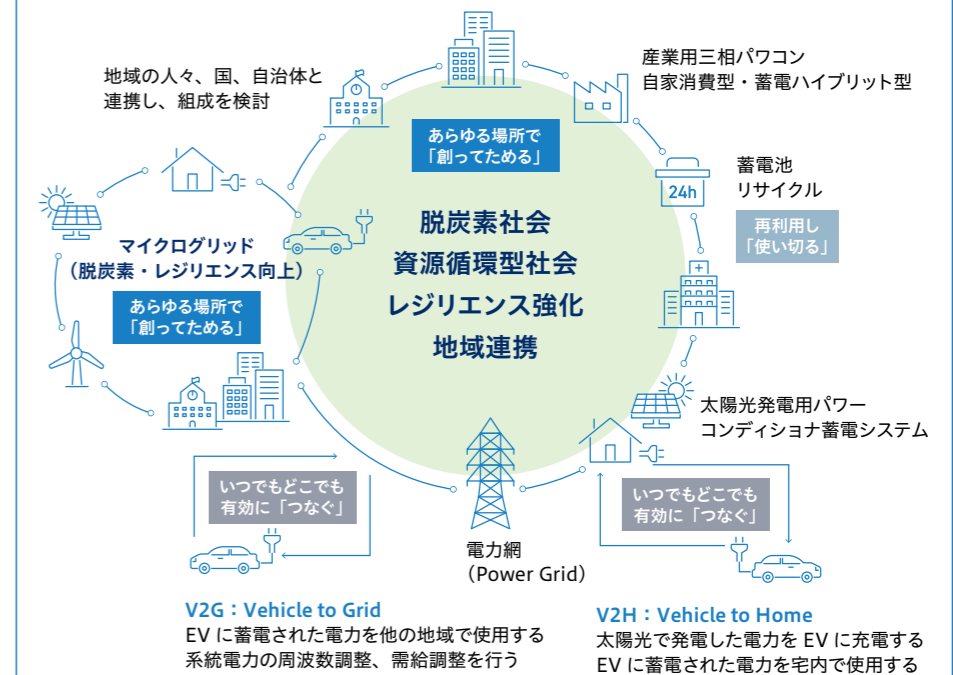 地域の人々、国、自治体と
連携し、組成を検討
産業用三相パワコン
自家消費型・蓄電ハイブリット型
あらゆる場所で
「創ってためる」
蓄電池
リサイクル
24h
再利用し
「使い切る」
脱炭素社会
資源循環型社会
レジリエンス強化
地域連携
マイクログリッド
（脱炭素・レジリエンス向上）
あらゆる場所で
「創ってためる」
太陽光発電用パワー
コンディショナ蓄電システム
いつでもどこでも
有効に「つなぐ」
いつでもどこでも
有効に「つなぐ」
電力網
（Power Grid）
V2G：Vehicle to Grid
EV に蓄電された電力を他の地域で使用する
系統電力の周波数調整、需給調整を行う
V2H：Vehicle to Home
太陽光で発電した電力を EV に充電する
EV に蓄電された電力を宅内で使用する